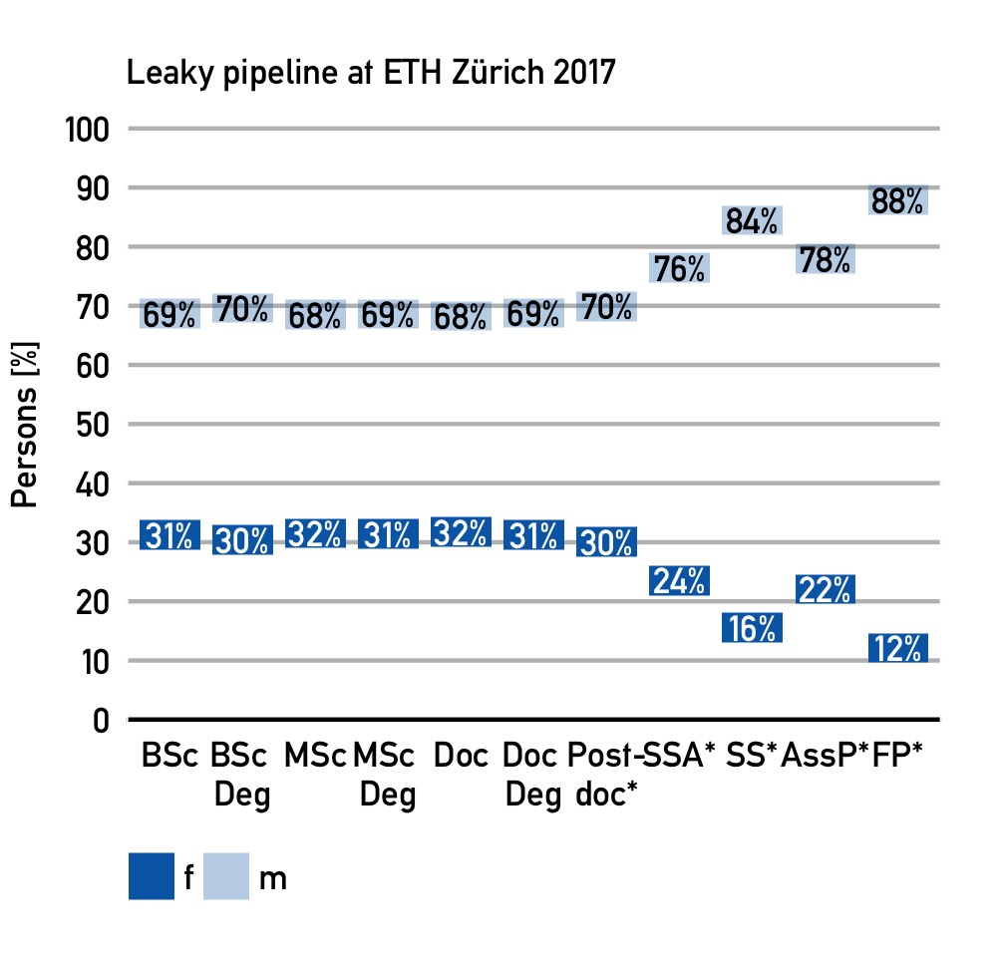 Leaky pipeline at ETH Zürich 2017
Persons [%]
100
90
80
70
60
50
40
30
20
10
0
69% 70% 68% 69% 68% 69% 70% 76% 84% 78% 88%
31% 30% 32% 31% 32% 31% 30% 24% 16% 22% 12%
BSc BSc MSc MSc Doc Doc Post- SSA* SS* AssP* FP*
Deg Deg Deg doc*
f m